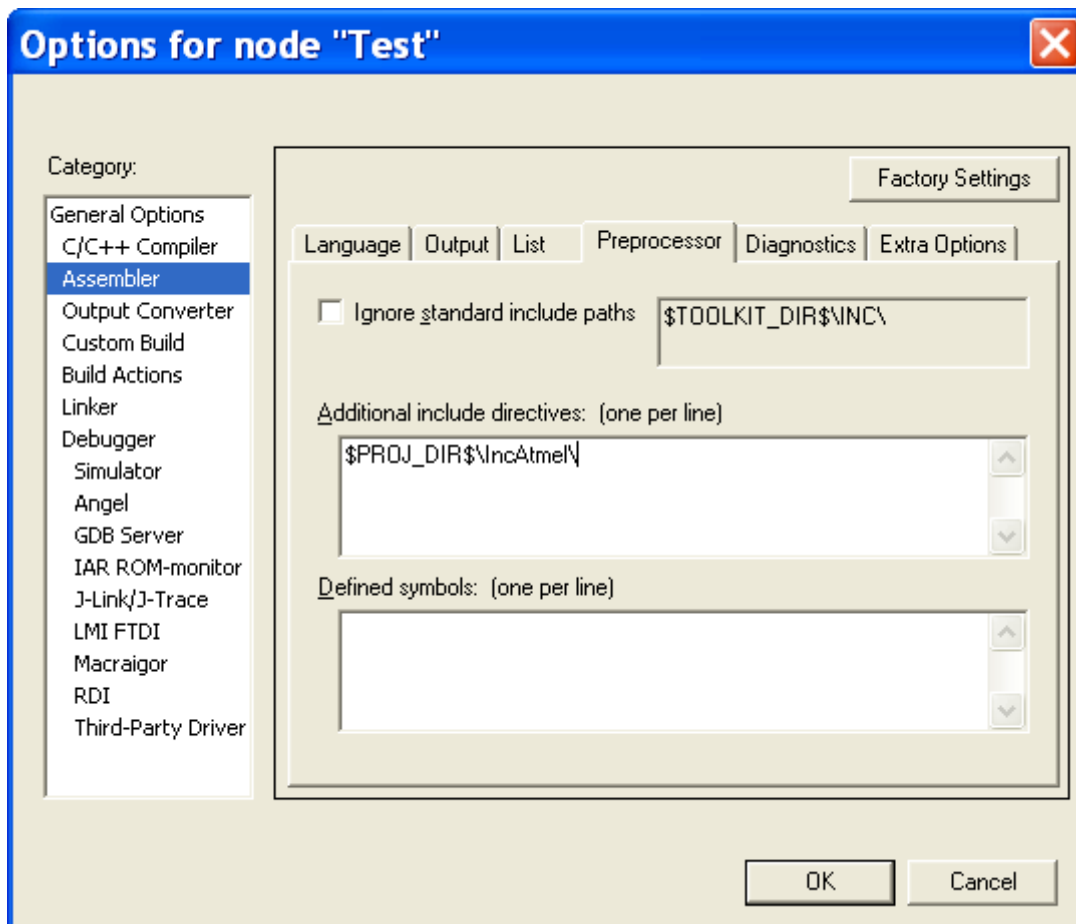 Options for node "Test"
Category:
General Options
C/C++ Compiler
Assembler
Output Converter
Custom Build
Build Actions
Linker
Debugger
Simulator
Angel
GDB Server
IAR ROM-monitor
J-Link/J-Trace
LMI FTDI
Macraigor
RDI
Third-Party Driver
Factory Settings
Language Output List Preprocessor Diagnostics Extra Options
Ignore standard include paths $TOOLKIT_DIR$\INC\
Additional include directives: (one per line)
$PROJ_DIR$\IncAtmel\
Defined symbols: (one per line)
OK Cancel